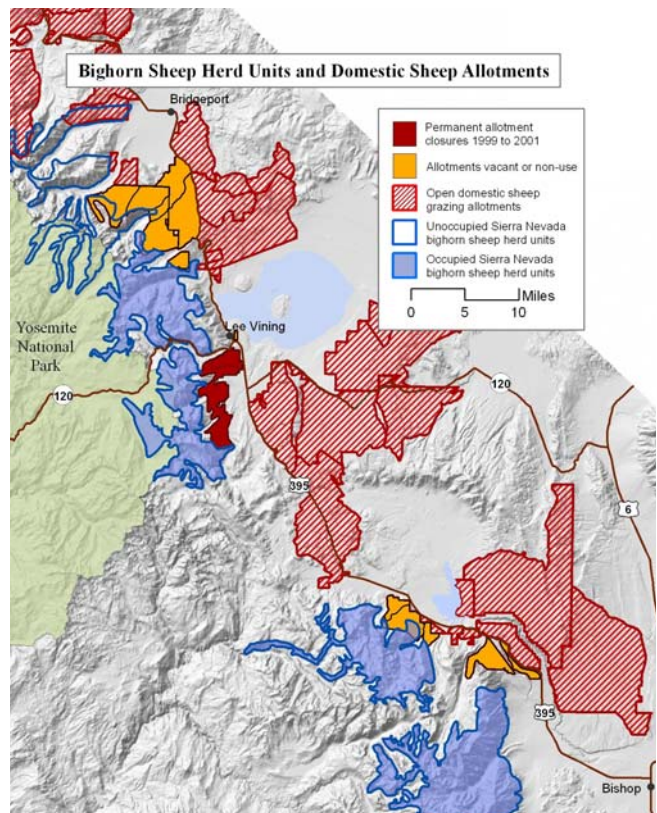 Bighorn Sheep Herd Units and Domestic Sheep Allotments
Bridgeport
Permanent allotment
closures 1999 to 2001
Allotments vacant or non-use
Open domestic sheep
grazing allotments
Unoccupied Sierra Nevada
bighorn sheep herd units
Occupied Sierra Nevada
bighorn sheep herd units
Miles
0 5 10
Lee Vining
Yosemite
National
Park
120
120
395
6
395
Bishop